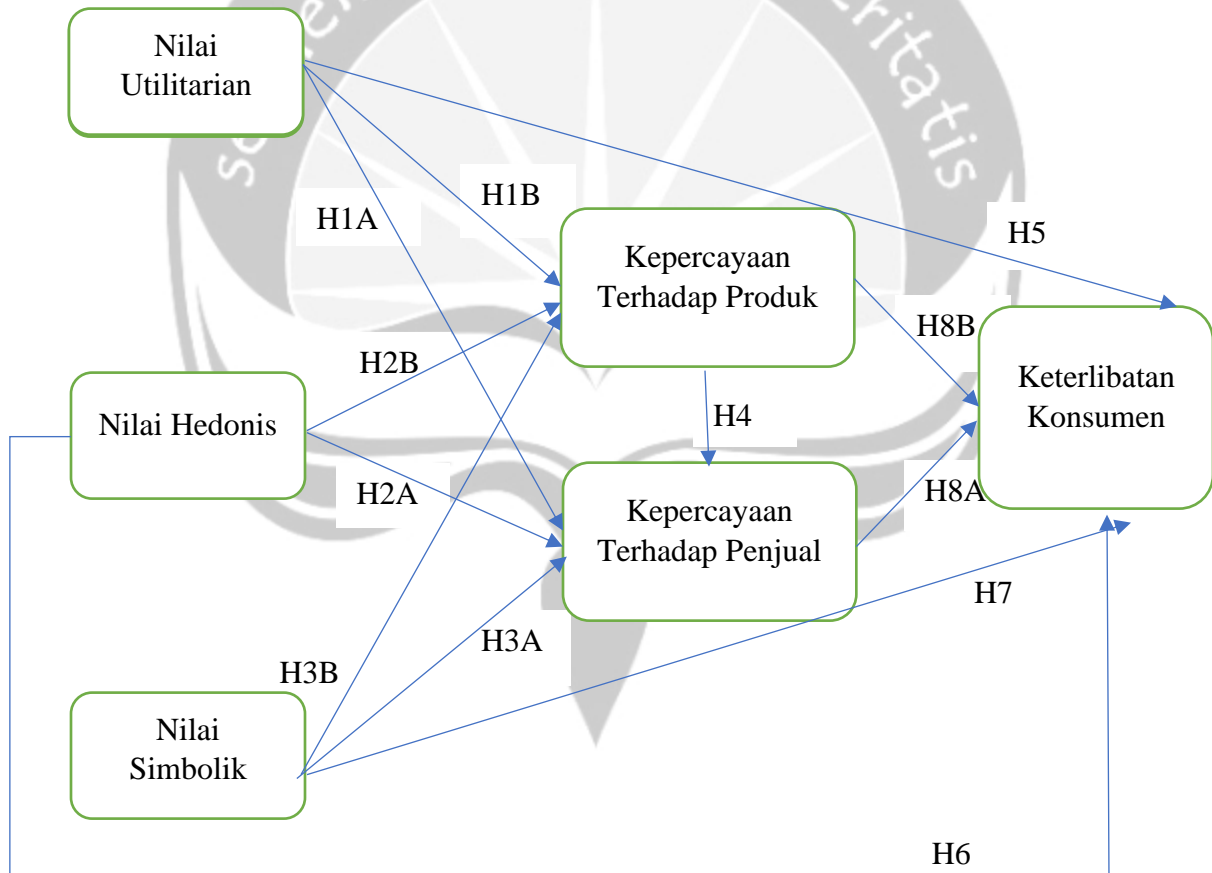 Nilai
Utilitarian
H1A
H1B
H5
Kepercayaan
Terhadap Produk
H8B
H2B
Keterlibatan
Konsumen
Nilai Hedonis
H4
H2A
H8A
Kepercayaan
Terhadap Penjual
H7
H3A
H3B
Nilai
Simbolik
H6